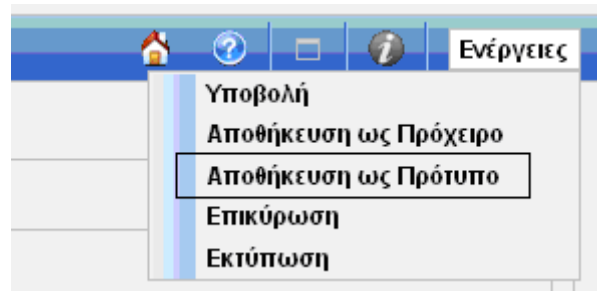 Ενέργειες
Υποβολή
Αποθήκευση ως Πρόχειρο
Αποθήκευση ως Πρότυπο
Επικύρωση
Εκτύπωση